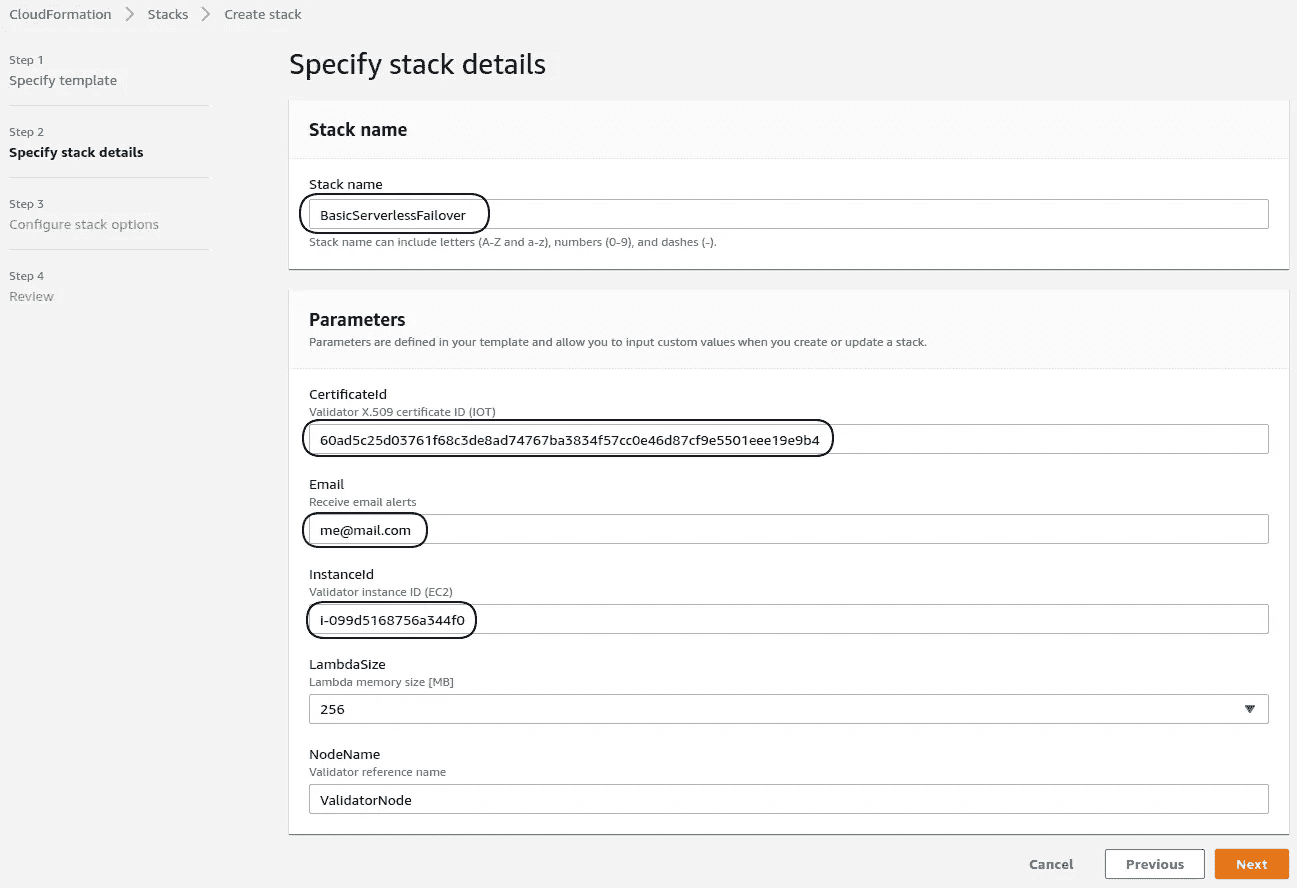 CloudFormation > Stacks > Create stack
Step 1
Specify template
Step 2
Specify stack details
Step 3
Configure stack options
Step 4
Review
Specify stack details
Stack name
Stack name
BasicServerlessFailover
Stack name can include letters (A-Z and a-z), numbers (0-9), and dashes (-).
Parameters
Parameters are defined in your template and allow you to input custom values when you create or update a stack.
CertificateId
Validator X.509 certificate ID (IOT)
60ad5c25d03761f68c3de8ad74767ba3834f57cc0e46d87cf9e5501eee19e9b4
Email
Receive email alerts
me@mail.com
InstanceId
Validator instance ID (EC2)
i-099d5168756a344f0
LambdaSize
Lambda memory size [MB]
256
NodeName
Validator reference name
ValidatorNode
Cancel Previous Next